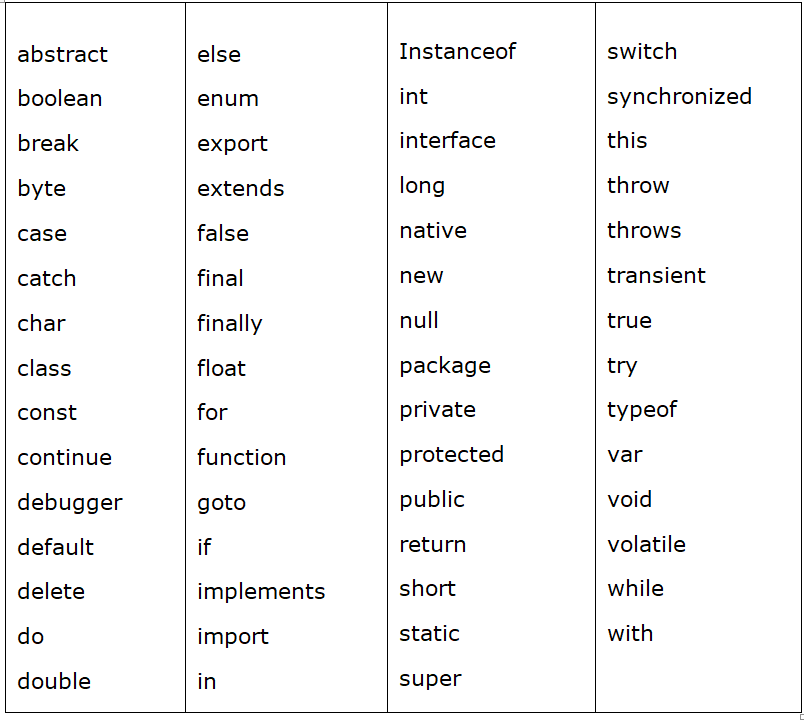 abstract
boolean
break
byte
case
catch
char
class
const
continue
debugger
default
delete
do
double
else
enum
export
extends
false
final
finally
float
for
function
goto
if
implements
import
in
Instanceof
int
interface
long
native
new
null
package
private
protected
public
return
short
static
super
switch
synchronized
this
throw
throws
transient
true
try
typeof
var
void
volatile
while
with